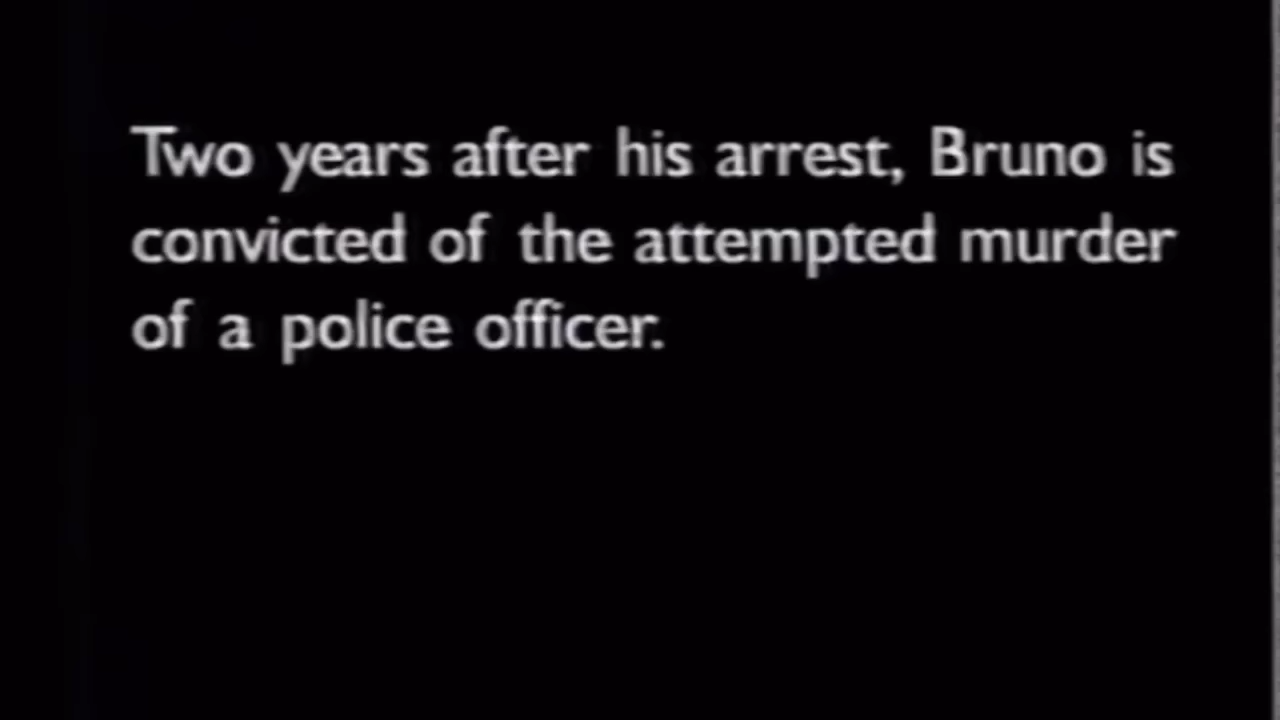 Two years after his arrest, Bruno is
convicted of the attempted murder
of a police officer.